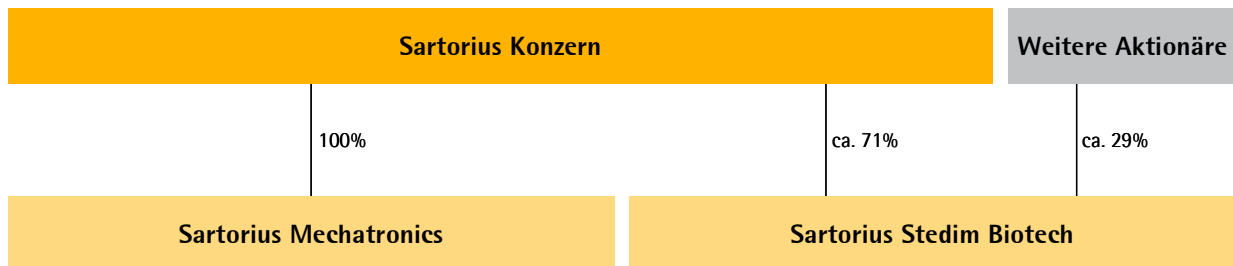 Sartorius Konzern
Weitere Aktionäre
100%
ca. 71%
ca. 29%
Sartorius Mechatronics
Sartorius Stedim Biotech